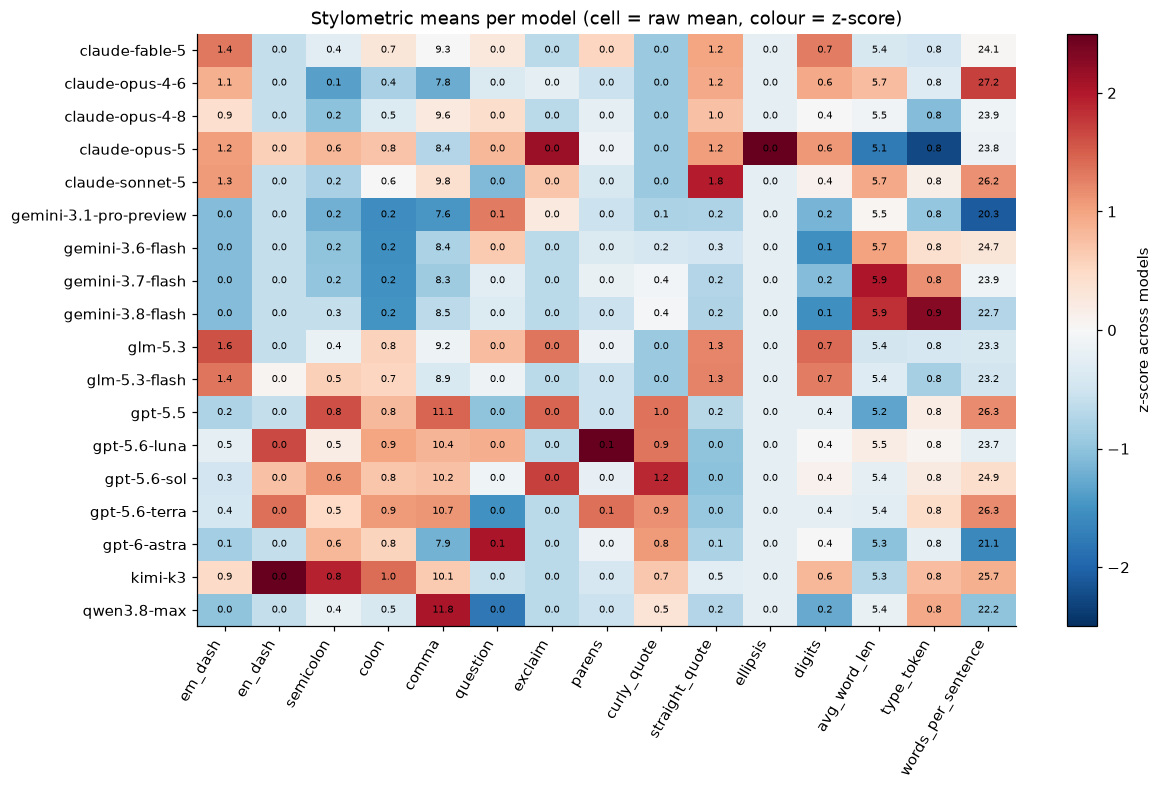 Stylometric means per model (cell = raw mean, colour = z-score)
claude-fable-5 1.4 0.0 0.4 0.7 9.3 0.0 0.0 0.0 0.0 1.2 0.0 0.7 5.4 0.8 24.1
claude-opus-4-6 1.1 0.0 0.1 0.4 7.8 0.0 0.0 0.0 0.0 1.2 0.0 0.6 5.7 0.8 27.2
claude-opus-4-8 0.9 0.0 0.2 0.5 9.6 0.0 0.0 0.0 0.0 1.0 0.0 0.4 5.5 0.8 23.9
claude-opus-5 1.2 0.0 0.6 0.8 8.4 0.0 0.0 0.0 0.0 1.2 0.0 0.6 5.1 0.8 23.8
claude-sonnet-5 1.3 0.0 0.2 0.6 9.8 0.0 0.0 0.0 0.0 1.8 0.0 0.4 5.7 0.8 26.2
gemini-3.1-pro-preview 0.0 0.0 0.2 0.2 7.6 0.1 0.0 0.0 0.1 0.2 0.0 0.2 5.5 0.8 20.3
gemini-3.6-flash 0.0 0.0 0.2 0.2 8.4 0.0 0.0 0.0 0.2 0.3 0.0 0.1 5.7 0.8 24.7
gemini-3.7-flash 0.0 0.0 0.2 0.2 8.3 0.0 0.0 0.0 0.4 0.2 0.0 0.2 5.9 0.8 23.9
gemini-3.8-flash 0.0 0.0 0.3 0.2 8.5 0.0 0.0 0.0 0.4 0.2 0.0 0.1 5.9 0.9 22.7
glm-5.3 1.6 0.0 0.4 0.8 9.2 0.0 0.0 0.0 0.0 1.3 0.0 0.7 5.4 0.8 23.3
glm-5.3-flash 1.4 0.0 0.5 0.7 8.9 0.0 0.0 0.0 0.0 1.3 0.0 0.7 5.4 0.8 23.2
gpt-5.5 0.2 0.0 0.8 0.8 11.1 0.0 0.0 0.0 1.0 0.2 0.0 0.4 5.2 0.8 26.3
gpt-5.6-luna 0.5 0.0 0.5 0.9 10.4 0.0 0.0 0.1 0.9 0.0 0.0 0.4 5.5 0.8 23.7
gpt-5.6-sol 0.3 0.0 0.6 0.8 10.2 0.0 0.0 0.0 1.2 0.0 0.0 0.4 5.4 0.8 24.9
gpt-5.6-terra 0.4 0.0 0.5 0.9 10.7 0.0 0.0 0.1 0.9 0.0 0.0 0.4 5.4 0.8 26.3
gpt-6-astra 0.1 0.0 0.6 0.8 7.9 0.1 0.0 0.0 0.8 0.1 0.0 0.4 5.3 0.8 21.1
kimi-k3 0.9 0.0 0.8 1.0 10.1 0.0 0.0 0.0 0.7 0.5 0.0 0.6 5.3 0.8 25.7
qwen3.8-max 0.0 0.0 0.4 0.5 11.8 0.0 0.0 0.0 0.5 0.2 0.0 0.2 5.4 0.8 22.2
em_dash en_dash semicolon colon comma question exclaim parens curly_quote straight_quote ellipsis digits avg_word_len type_token words_per_sentence
2
1
0
−1
−2
z-score across models